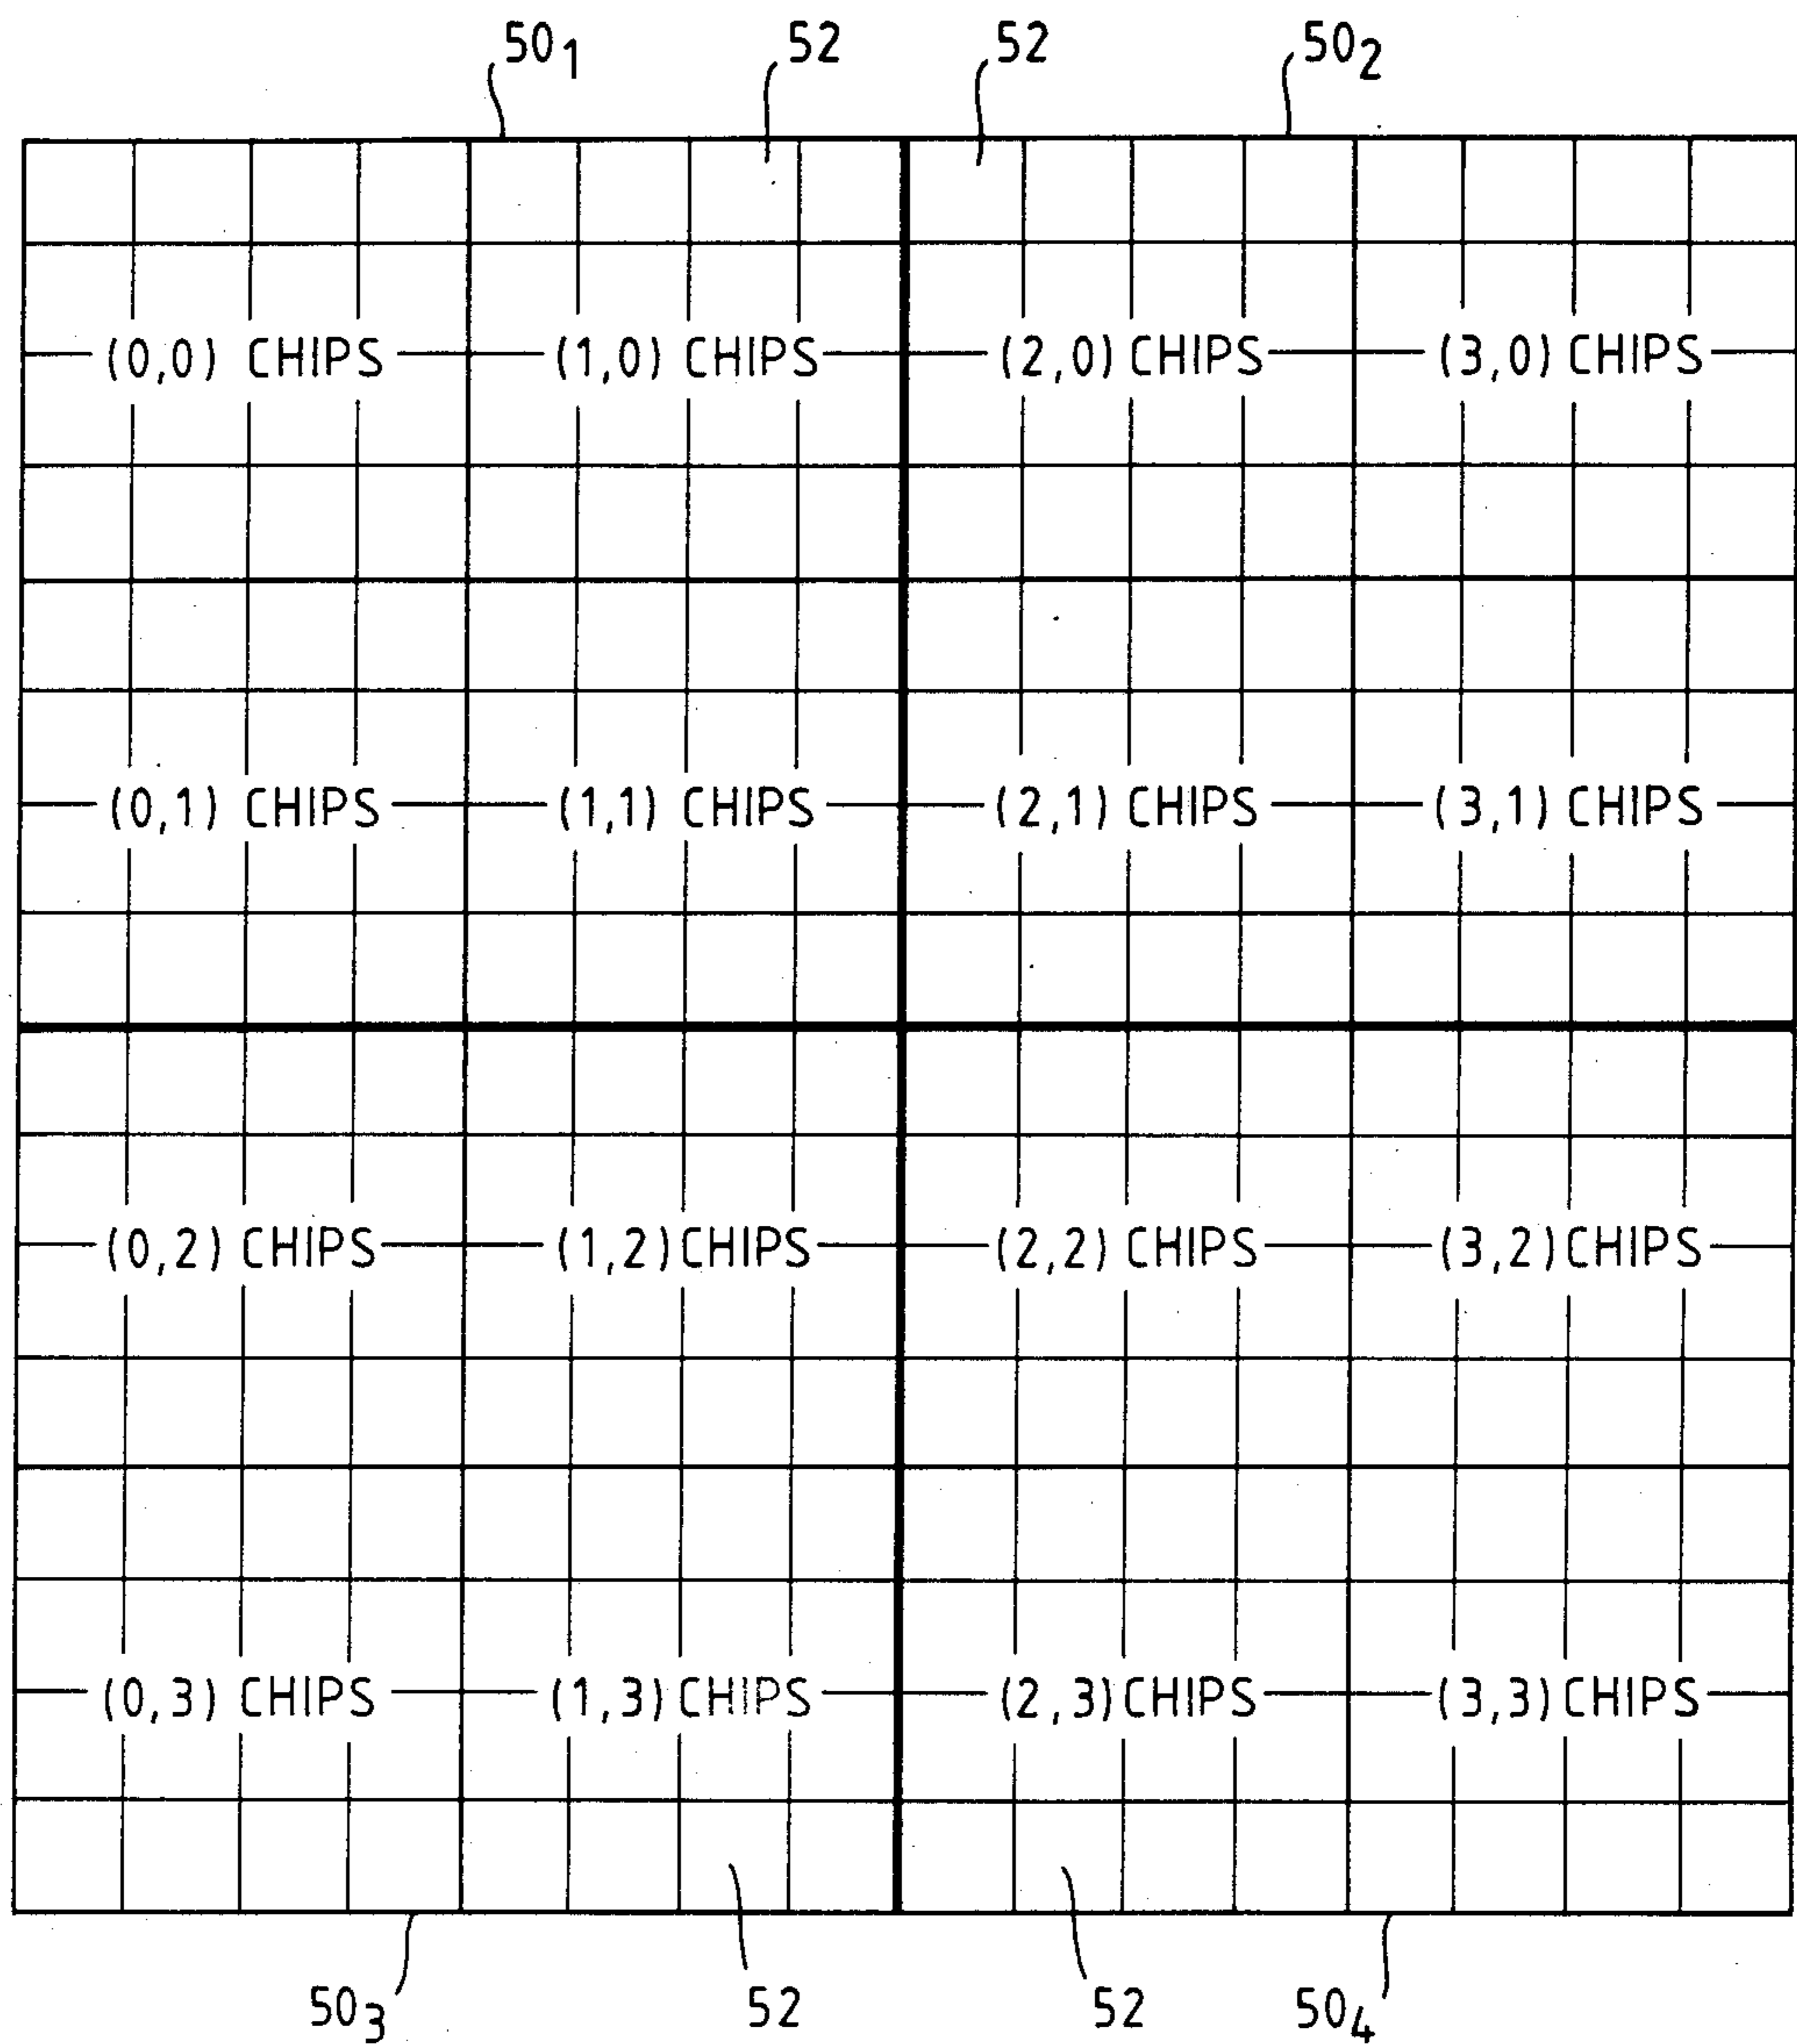 50₁ 52 52 50₂
(0,0) CHIPS (1,0) CHIPS (2,0) CHIPS (3,0) CHIPS
(0,1) CHIPS (1,1) CHIPS (2,1) CHIPS (3,1) CHIPS
(0,2) CHIPS (1,2) CHIPS (2,2) CHIPS (3,2) CHIPS
(0,3) CHIPS (1,3) CHIPS (2,3) CHIPS (3,3) CHIPS
50₃ 52 52 50₄